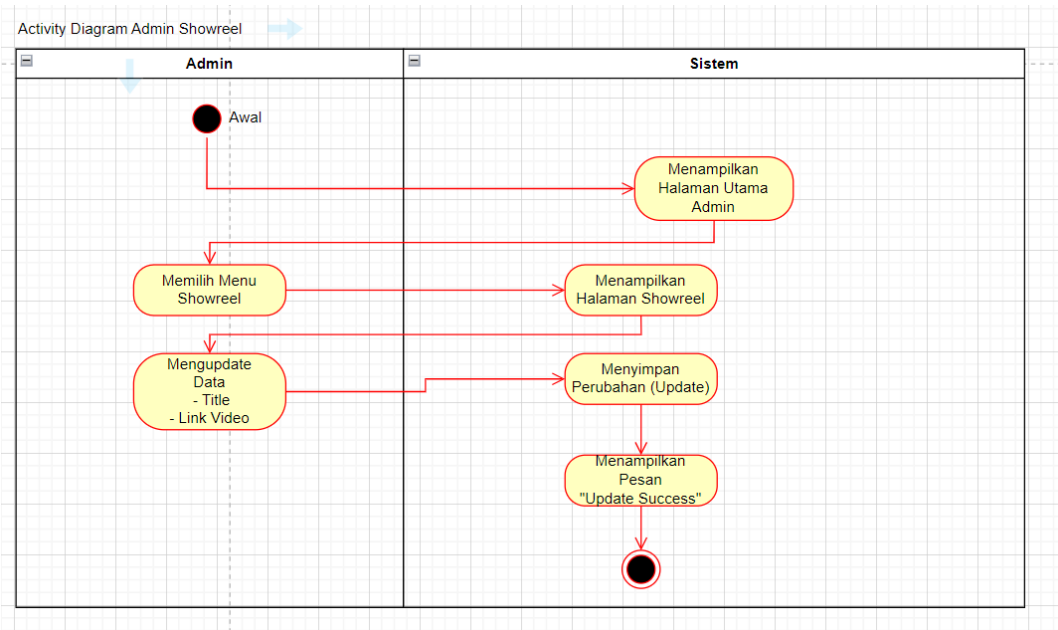 Activity Diagram Admin Showreel
Admin
Sistem
Awal
Menampilkan
Halaman Utama
Admin
Memilih Menu
Showreel
Menampilkan
Halaman Showreel
Mengupdate
Data
- Title
- Link Video
Menyimpan
Perubahan (Update)
Menampilkan
Pesan
"Update Success"